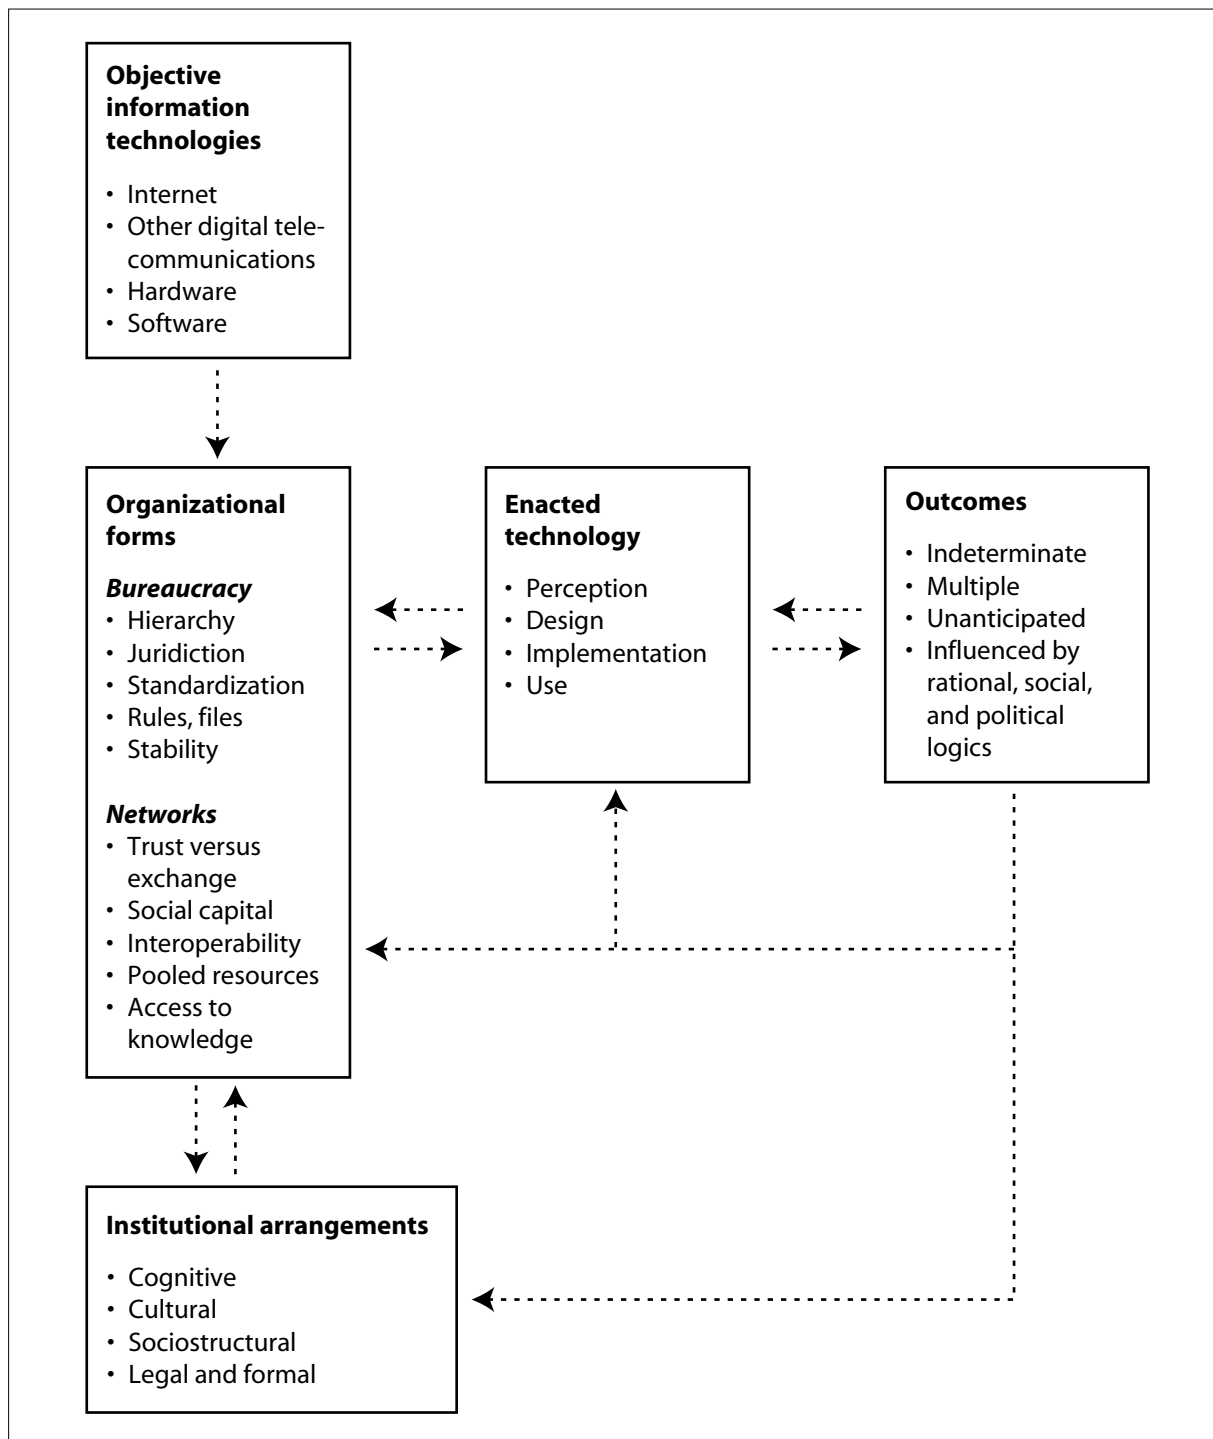 Objective
information
technologies
• Internet
• Other digital tele-
communications
• Hardware
• Software
Organizational
forms
Bureaucracy
• Hierarchy
• Juridiction
• Standardization
• Rules, files
• Stability
Networks
• Trust versus
exchange
• Social capital
• Interoperability
• Pooled resources
• Access to
knowledge
Enacted
technology
• Perception
• Design
• Implementation
• Use
Outcomes
• Indeterminate
• Multiple
• Unanticipated
• Influenced by
rational, social,
and political
logics
Institutional arrangements
• Cognitive
• Cultural
• Sociostructural
• Legal and formal